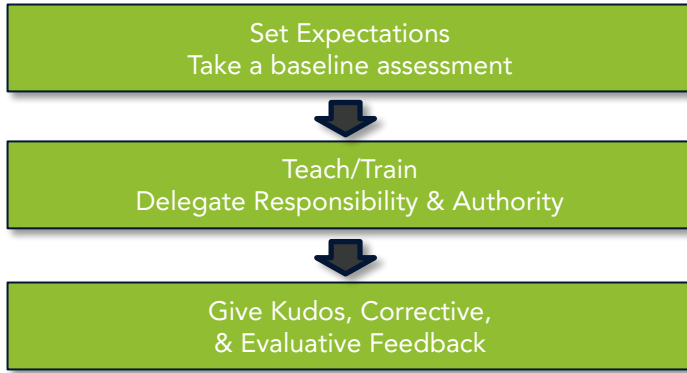 Set Expectations
Take a baseline assessment
Teach/Train
Delegate Responsibility & Authority
Give Kudos, Corrective,
& Evaluative Feedback